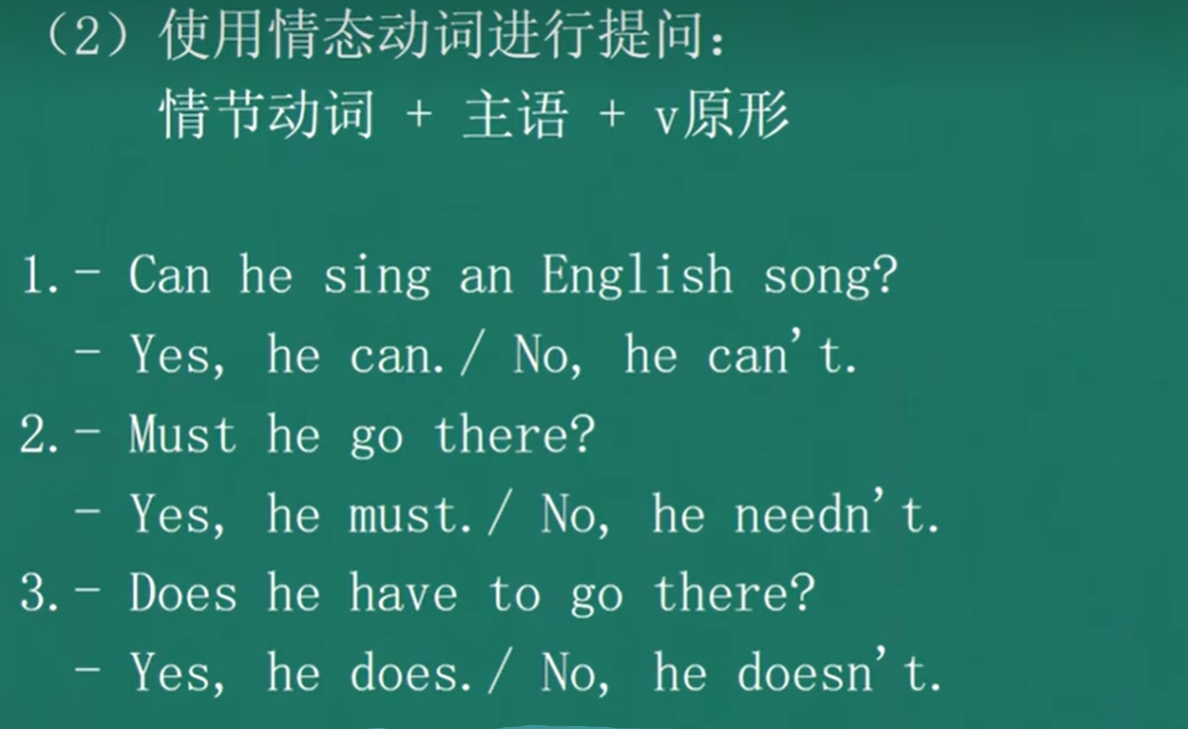 （2）使用情态动词进行提问：
情节动词 + 主语 + v原形
1.- Can he sing an English song?
- Yes, he can./ No, he can't.
2.- Must he go there?
- Yes, he must./ No, he needn't.
3.- Does he have to go there?
- Yes, he does./ No, he doesn't.